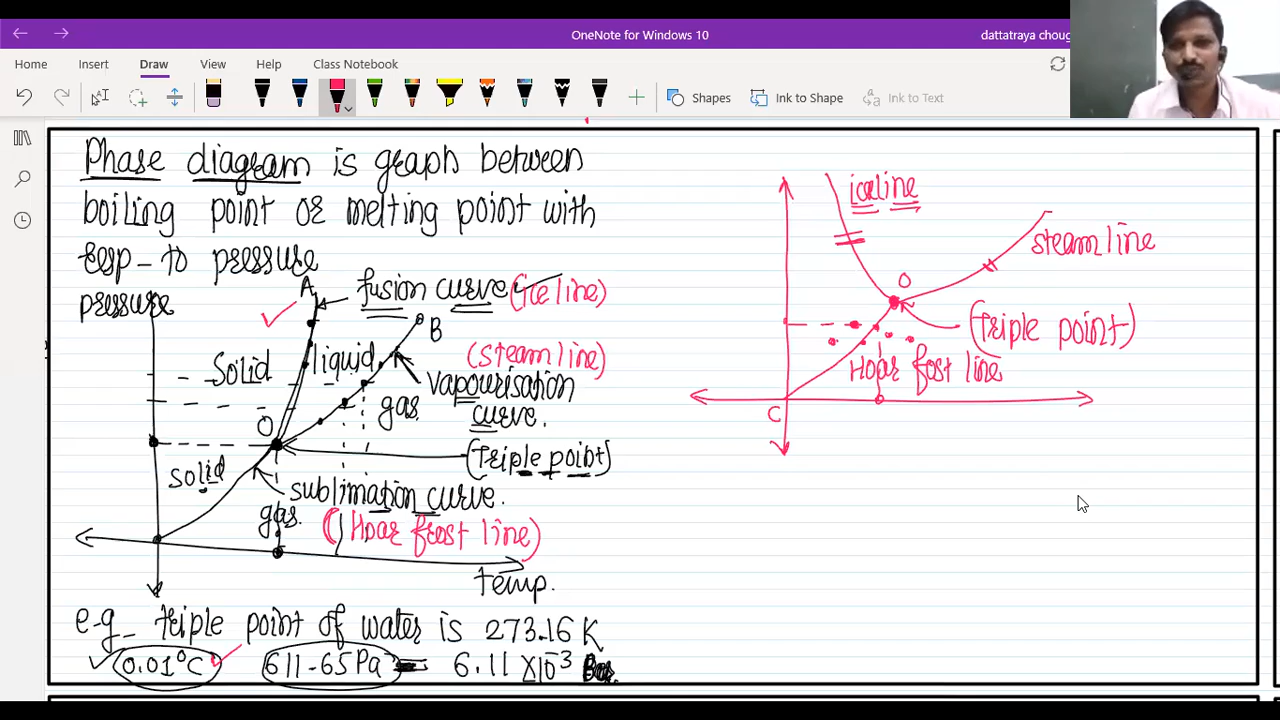 OneNote for Windows 10
dattatraya choug
Home Insert Draw View Help Class Notebook
Shapes Ink to Shape Ink to Text
Phase diagram is graph between
boiling point or melting point with
resp- to pressure
pressure
A
fusion curve (ice line)
B
Solid
liquid
(steam line)
vapourisation
curve.
gas
O
(Triple point)
solid
sublimation curve.
gas.
(Hoar frost line)
temp.
e.g- triple point of water is 273.16 K
0.01°C 611-65 Pa = 6.11 X10-3
iceline
steam line
O
(Triple point)
Hoar fost line
C